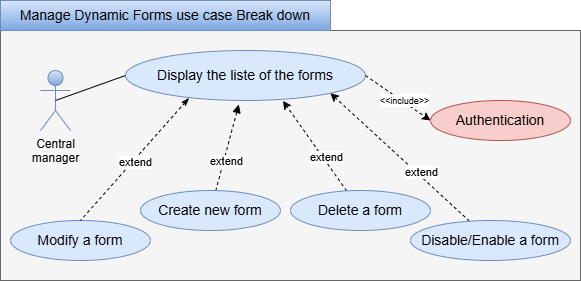 Manage Dynamic Forms use case Break down
Display the liste of the forms
<<include>>
Authentication
Central
manager
extend
extend
extend
extend
Modify a form
Create new form
Delete a form
Disable/Enable a form